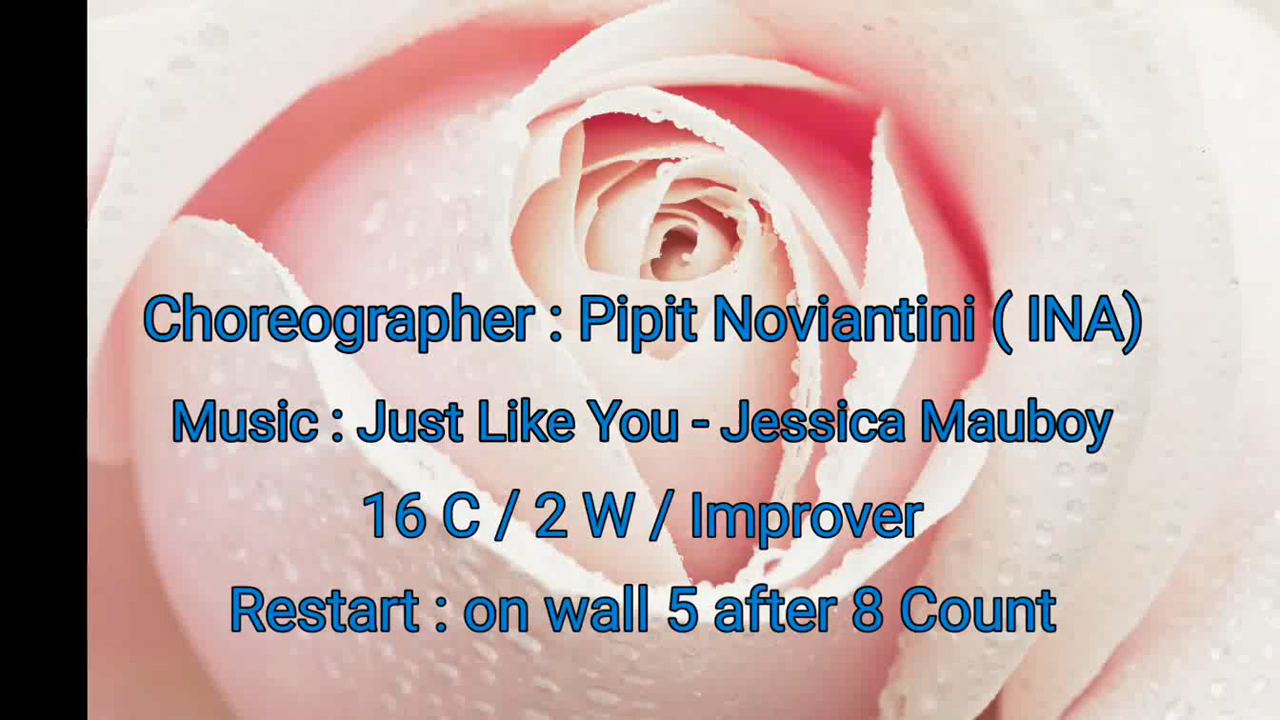 Choreographer : Pipit Noviantini ( INA)
Music : Just Like You - Jessica Mauboy
16 C / 2 W / Improver
Restart : on wall 5 after 8 Count